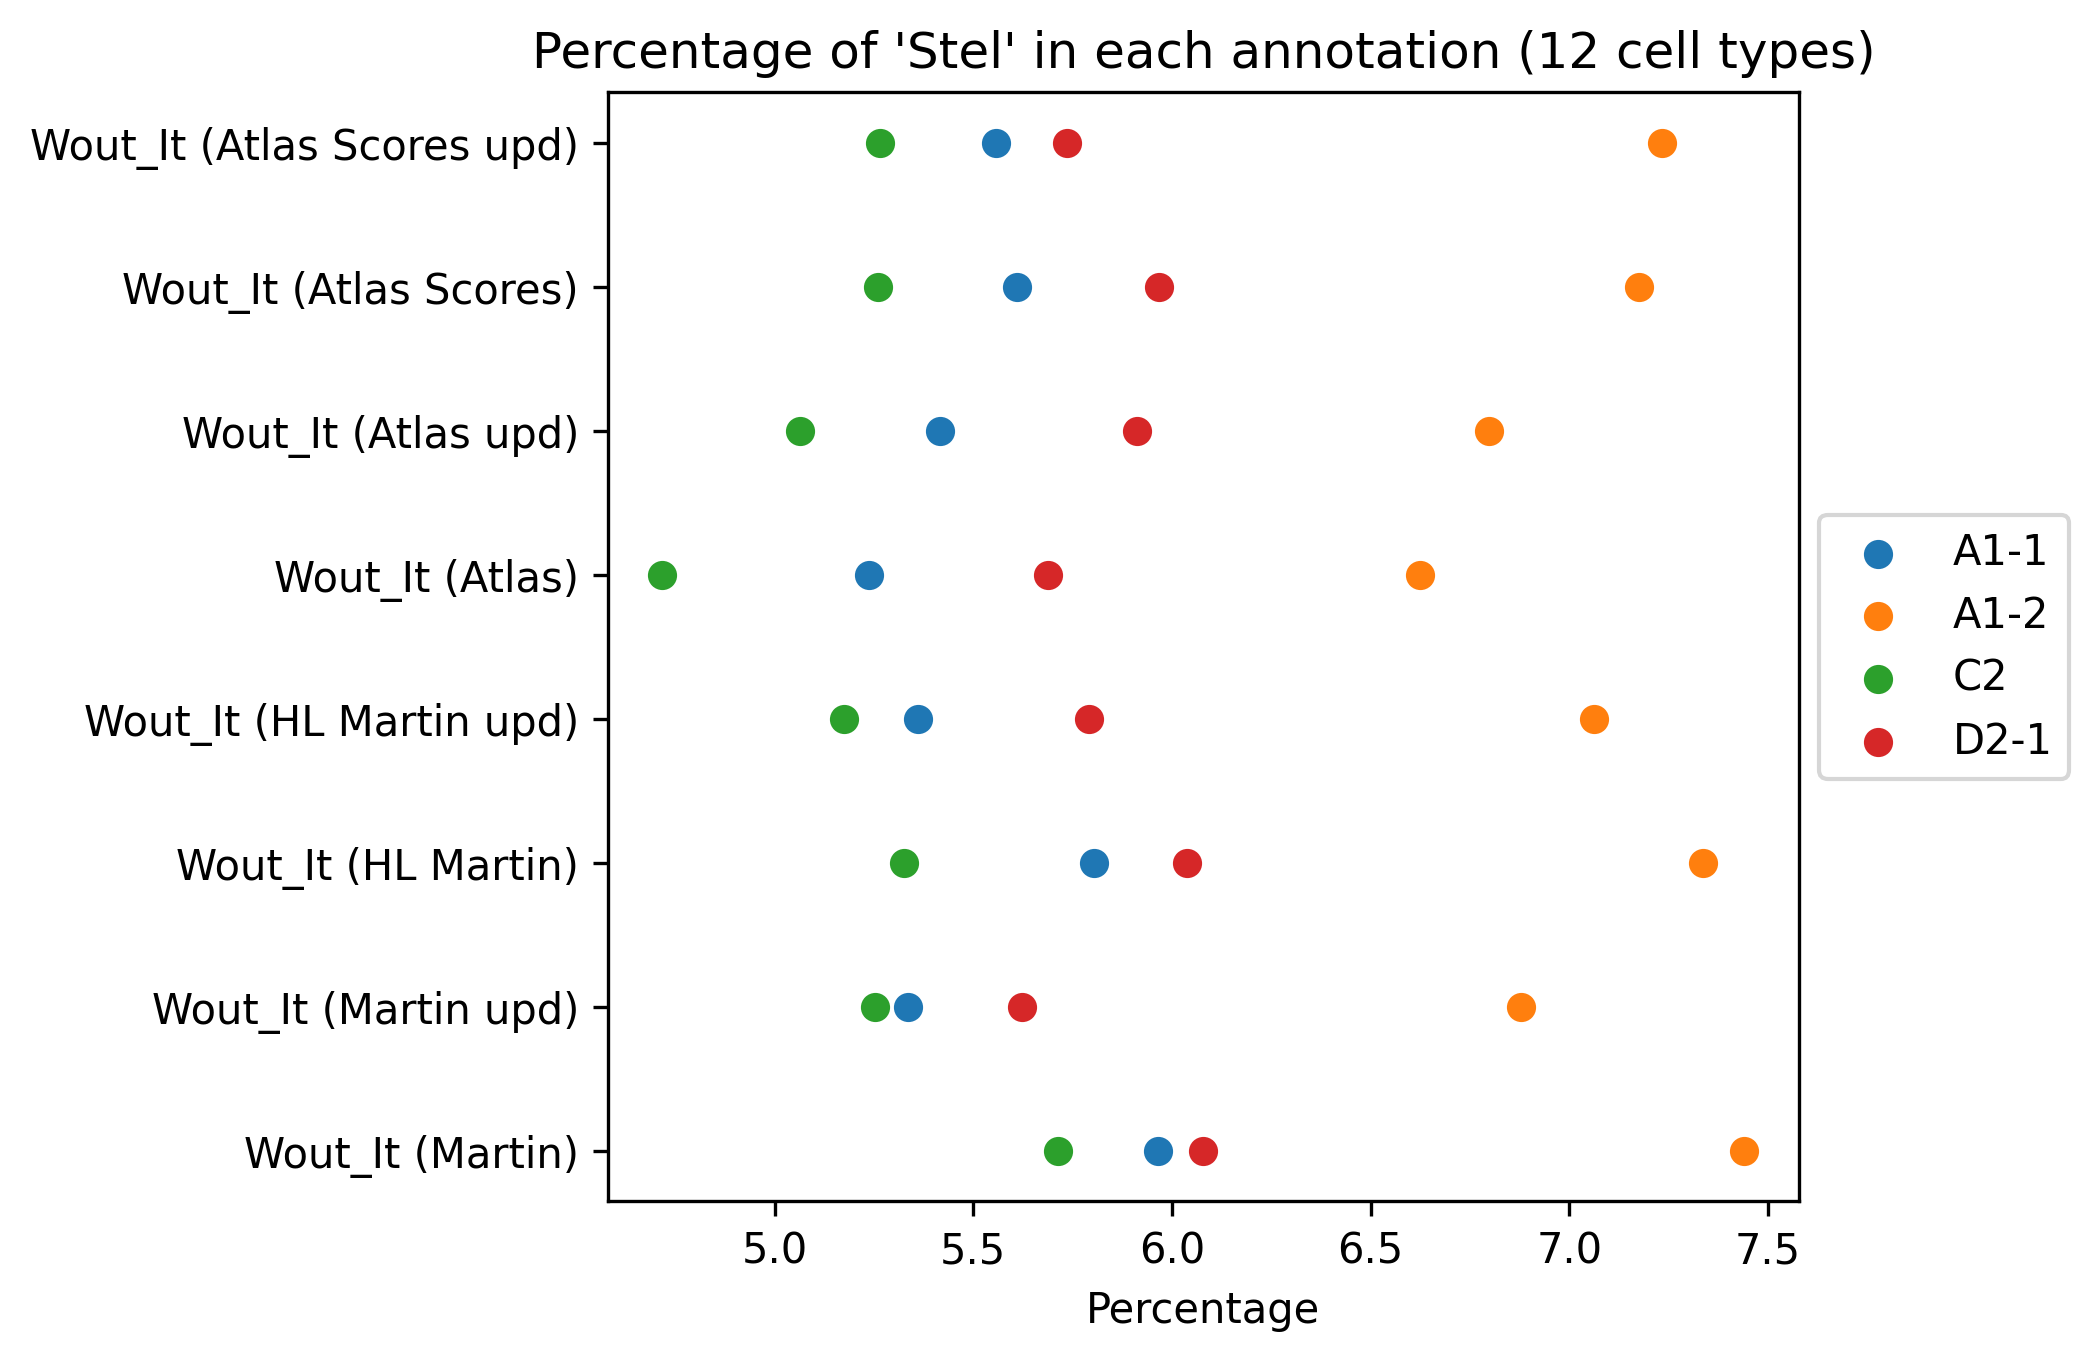 Percentage of 'Stel' in each annotation (12 cell types)
Wout_It (Atlas Scores upd)
Wout_It (Atlas Scores)
Wout_It (Atlas upd)
Wout_It (Atlas)
Wout_It (HL Martin upd)
Wout_It (HL Martin)
Wout_It (Martin upd)
Wout_It (Martin)
5.0 5.5 6.0 6.5 7.0 7.5
Percentage
A1-1
A1-2
C2
D2-1